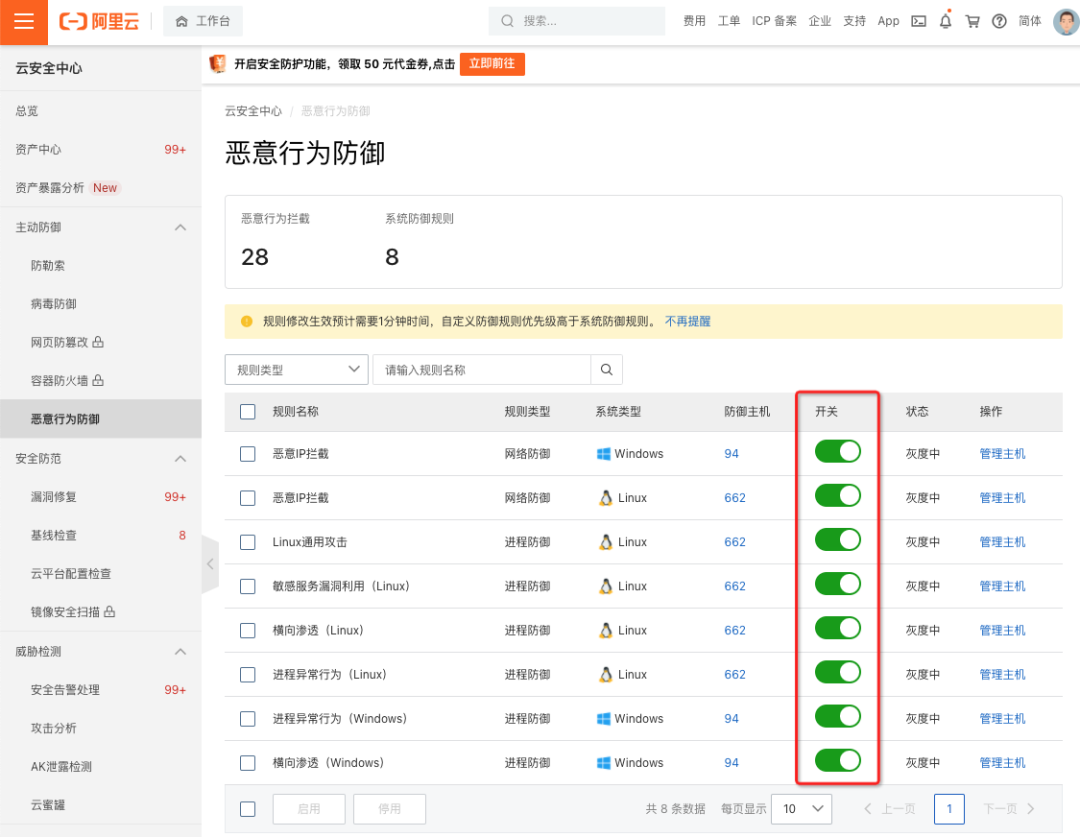 阿里云
工作台
搜索...
费用 工单 ICP 备案 企业 支持 App 简体
云安全中心
总览
资产中心 99+
资产暴露分析 New
主动防御
防勒索
病毒防御
网页防篡改
容器防火墙
恶意行为防御
安全防范
漏洞修复 99+
基线检查 8
云平台配置检查
镜像安全扫描
威胁检测
安全告警处理 99+
攻击分析
AK泄露检测
云蜜罐
开启安全防护功能，领取 50 元代金券,点击 立即前往
云安全中心 / 恶意行为防御
恶意行为防御
恶意行为拦截 系统防御规则
28 8
规则修改生效预计需要1分钟时间，自定义防御规则优先级高于系统防御规则。 不再提醒
规则类型 请输入规则名称
规则名称 规则类型 系统类型 防御主机 开关 状态 操作
恶意IP拦截 网络防御 Windows 94 灰度中 管理主机
恶意IP拦截 网络防御 Linux 662 灰度中 管理主机
Linux通用攻击 进程防御 Linux 662 灰度中 管理主机
敏感服务漏洞利用（Linux) 进程防御 Linux 662 灰度中 管理主机
横向渗透（Linux) 进程防御 Linux 662 灰度中 管理主机
进程异常行为（Linux) 进程防御 Linux 662 灰度中 管理主机
进程异常行为（Windows) 进程防御 Windows 94 灰度中 管理主机
横向渗透（Windows) 进程防御 Windows 94 灰度中 管理主机
启用 停用 共 8 条数据 每页显示 10 上一页 1 下一页